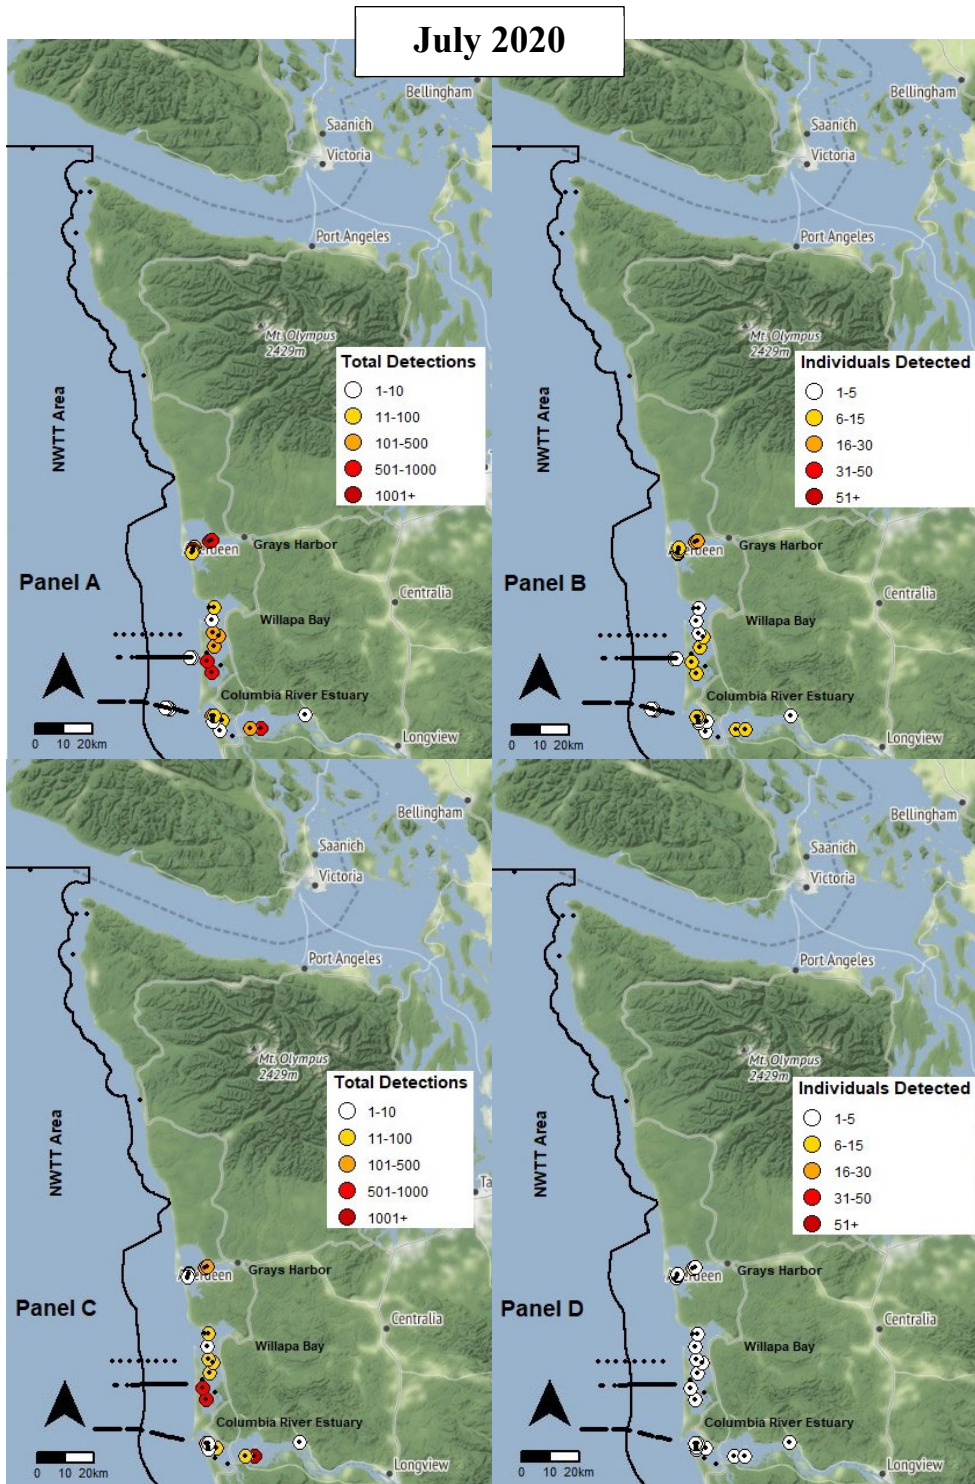 July 2020
Bellingham
Saanich
Victoria
Port Angeles
Mt. Olympus
2429m
NWTT Area
Total Detections
1-10
11-100
101-500
501-1000
1001+
Grays Harbor
Aberdeen
Panel A
Centralia
Willapa Bay
Columbia River Estuary
0 10 20km
Longview
Bellingham
Saanich
Victoria
Port Angeles
Mt. Olympus
2429m
NWTT Area
Individuals Detected
1-5
6-15
16-30
31-50
51+
Grays Harbor
Aberdeen
Panel B
Centralia
Willapa Bay
Columbia River Estuary
0 10 20km
Longview
Bellingham
Saanich
Victoria
Port Angeles
Mt. Olympus
2429m
NWTT Area
Total Detections
1-10
11-100
101-500
501-1000
1001+
Ta
Grays Harbor
Aberdeen
Panel C
Centralia
Willapa Bay
Columbia River Estuary
0 10 20km
Longview
Bellingham
Saanich
Victoria
Port Angeles
Mt. Olympus
2429m
NWTT Area
Individuals Detected
1-5
6-15
16-30
31-50
51+
Grays Harbor
Aberdeen
Panel D
Centralia
Willapa Bay
Columbia River Estuary
0 10 20km
Longview